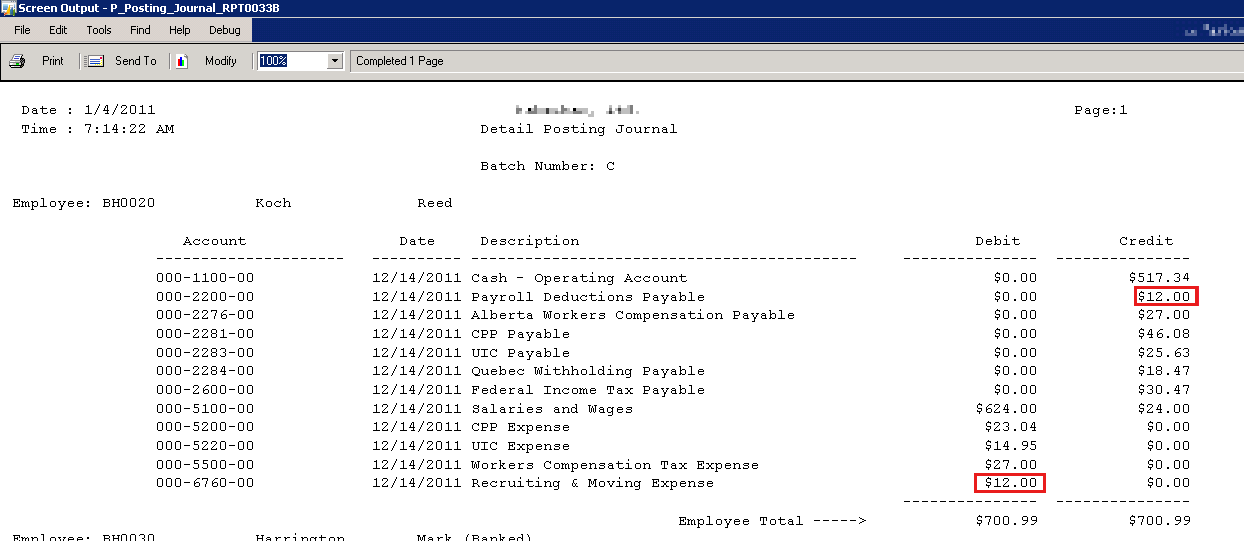 Screen Output - P_Posting_Journal_RPT0033B
File Edit Tools Find Help Debug
Print Send To Modify 100% Completed 1 Page
Date : 1/4/2011 Page:1
Time : 7:14:22 AM Detail Posting Journal
Batch Number: C
Employee: BH0020 Koch Reed
Account Date Description Debit Credit
--------------------- ---------- ------------------------------------------- --------------- ---------------
000-1100-00 12/14/2011 Cash - Operating Account $0.00 $517.34
000-2200-00 12/14/2011 Payroll Deductions Payable $0.00 $12.00
000-2276-00 12/14/2011 Alberta Workers Compensation Payable $0.00 $27.00
000-2281-00 12/14/2011 CPP Payable $0.00 $46.08
000-2283-00 12/14/2011 UIC Payable $0.00 $25.63
000-2284-00 12/14/2011 Quebec Withholding Payable $0.00 $18.47
000-2600-00 12/14/2011 Federal Income Tax Payable $0.00 $30.47
000-5100-00 12/14/2011 Salaries and Wages $624.00 $24.00
000-5200-00 12/14/2011 CPP Expense $23.04 $0.00
000-5220-00 12/14/2011 UIC Expense $14.95 $0.00
000-5500-00 12/14/2011 Workers Compensation Tax Expense $27.00 $0.00
000-6760-00 12/14/2011 Recruiting & Moving Expense $12.00 $0.00
--------------- ---------------
Employee Total -----> $700.99 $700.99
Employee: BH0030 Harrington Mark (Banked)